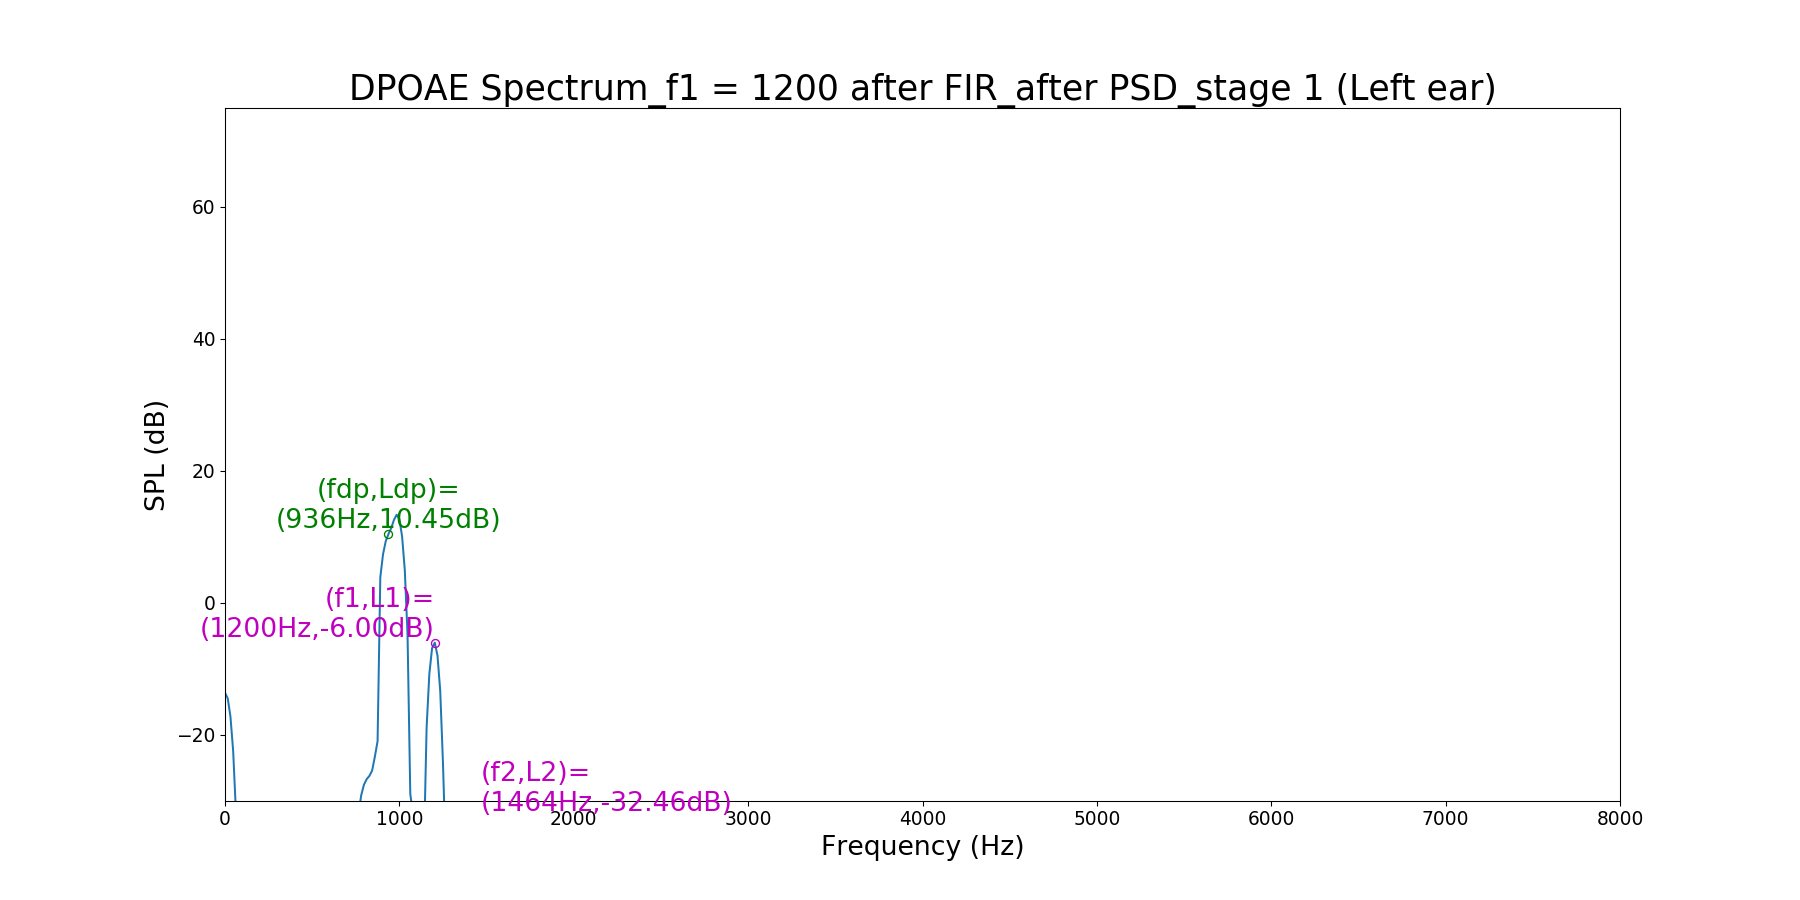 DPOAE Spectrum_f1 = 1200 after FIR_after PSD_stage 1 (Left ear)
60
40
20
0
−20
SPL (dB)
(fdp,Ldp)=
(936Hz,10.45dB)
(f1,L1)=
(1200Hz,-6.00dB)
(f2,L2)=
(1464Hz,-32.46dB)
0 1000 2000 3000 4000 5000 6000 7000 8000
Frequency (Hz)